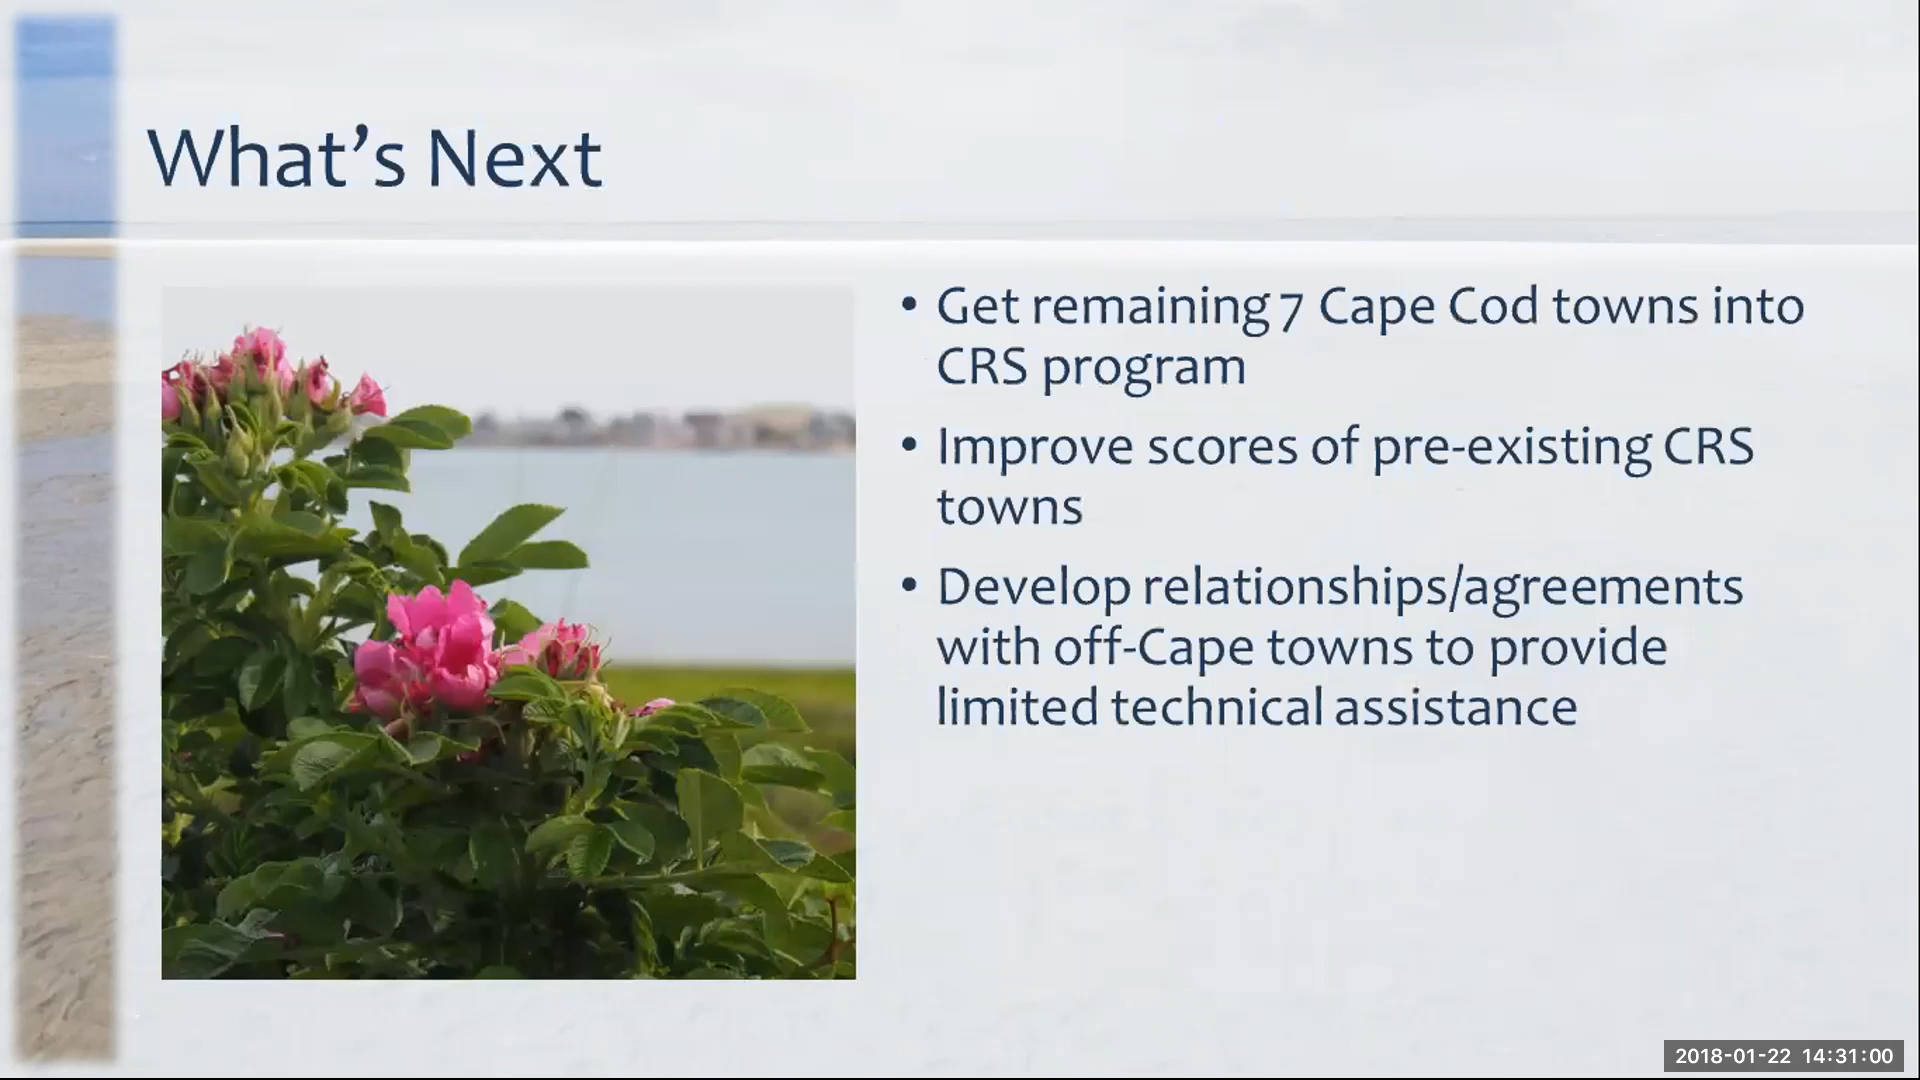 What’s Next
• Get remaining 7 Cape Cod towns into
CRS program
• Improve scores of pre-existing CRS
towns
• Develop relationships/agreements
with off-Cape towns to provide
limited technical assistance
2018-01-22 14:31:00